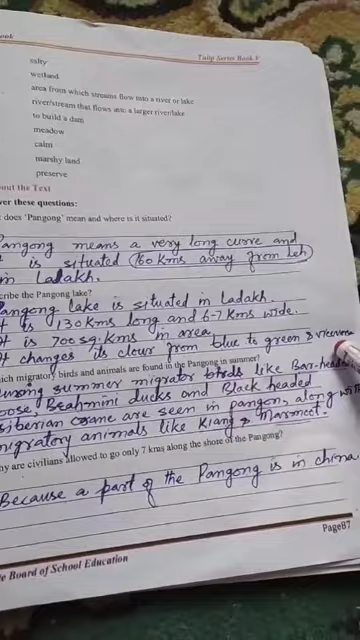 ook Tulip Series Book-V
salty
wetland
area from which streams flow into a river or lake
river/stream that flows into a larger river/lake
to build a dam
meadow
calm
marshy land
preserve
out the Text
ver these questions:
does 'Pangong' mean and where is it situated?
Pangong means a very long curve and
is situated 160 kms away from Leh
in Ladakh.
cribe the Pangong lake?
Pangong lake is situated in Ladakh.
It is 130 kms long and 6-7 Kms wide.
It is 700 sq. kms in area
It changes its clour from blue to green &
ich migratory birds and animals are found in the Pangong in summer?
During summer migrator birds like Bar-head
oose, Brahmini ducks and Black headed
Siberian crane are seen in pangon, along with
migratory animals like Kiang & Marmoet.
hy are civilians allowed to go only 7 kms along the shore of the Pangong?
Because a part of the Pangong is in china
Page87
te Board of School Education